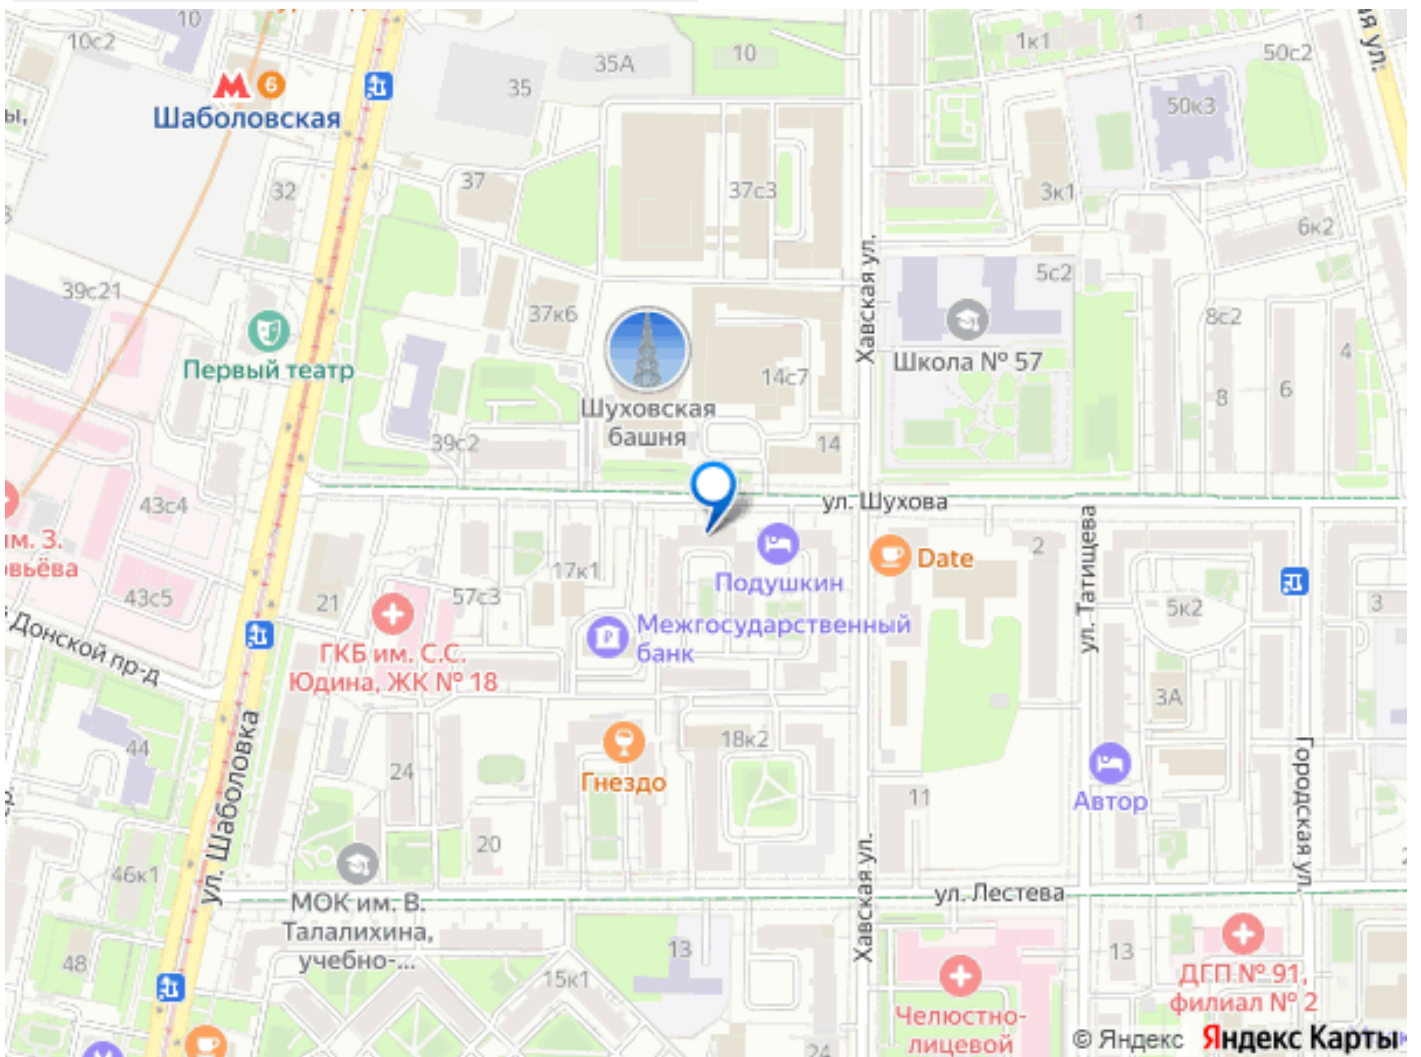 10
10с2
35А
10
1
1к1
50с2
35
50к3
6
Шаболовская
32
37
37с3
3к1
6к2
5с2
39с21
37к6
8с2
Хавская ул.
4
Первый театр
Школа № 57
14с7
8
6
Шуховская
башня
39с2
14
43с4
ул. Шухова
им. З.
2
Date
17к1
Подушкин
ул. Татищева
43с5
21
57с3
5к2
3
Донской пр-д
Межгосударственный
банк
ГКБ им. С.С.
Юдина, ЖК № 18
3А
44
18к2
24
Гнездо
Автор
11
ул. Шаболовка
Городская ул.
20
46к1
Хавская ул.
ул. Лестева
МОК им. В.
Талалихина,
учебно-...
48
13
13
15к1
ДГП № 91,
филиал № 2
Челюстно-
лицевой
24
© Яндекс Яндекс Карты